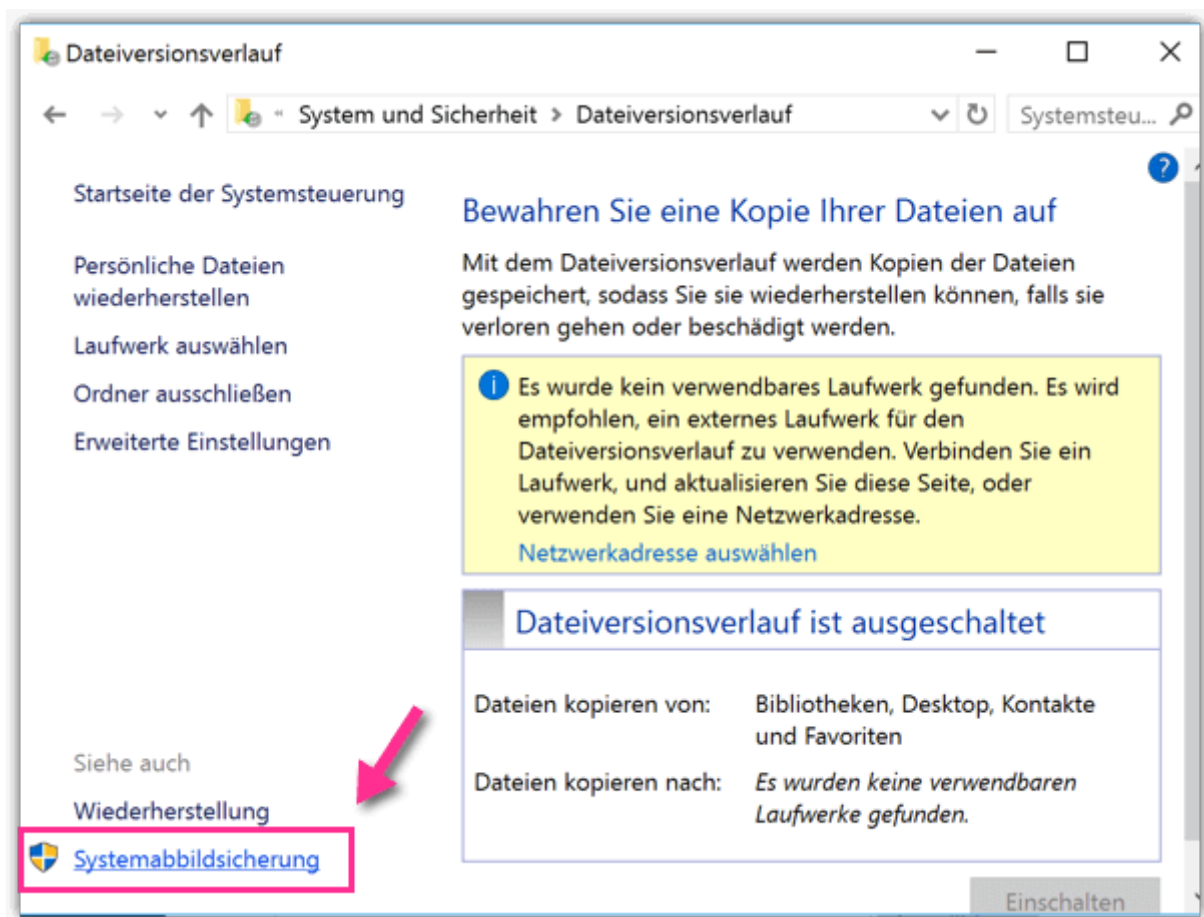 Dateiversionsverlauf
« System und Sicherheit > Dateiversionsverlauf
Systemsteu...
Startseite der Systemsteuerung
Persönliche Dateien
wiederherstellen
Laufwerk auswählen
Ordner ausschließen
Erweiterte Einstellungen
Siehe auch
Wiederherstellung
Systemabbildsicherung
?
Bewahren Sie eine Kopie Ihrer Dateien auf
Mit dem Dateiversionsverlauf werden Kopien der Dateien
gespeichert, sodass Sie sie wiederherstellen können, falls sie
verloren gehen oder beschädigt werden.
i Es wurde kein verwendbares Laufwerk gefunden. Es wird
empfohlen, ein externes Laufwerk für den
Dateiversionsverlauf zu verwenden. Verbinden Sie ein
Laufwerk, und aktualisieren Sie diese Seite, oder
verwenden Sie eine Netzwerkadresse.
Netzwerkadresse auswählen
Dateiversionsverlauf ist ausgeschaltet
Dateien kopieren von: Bibliotheken, Desktop, Kontakte
und Favoriten
Dateien kopieren nach: Es wurden keine verwendbaren
Laufwerke gefunden.
Einschalten